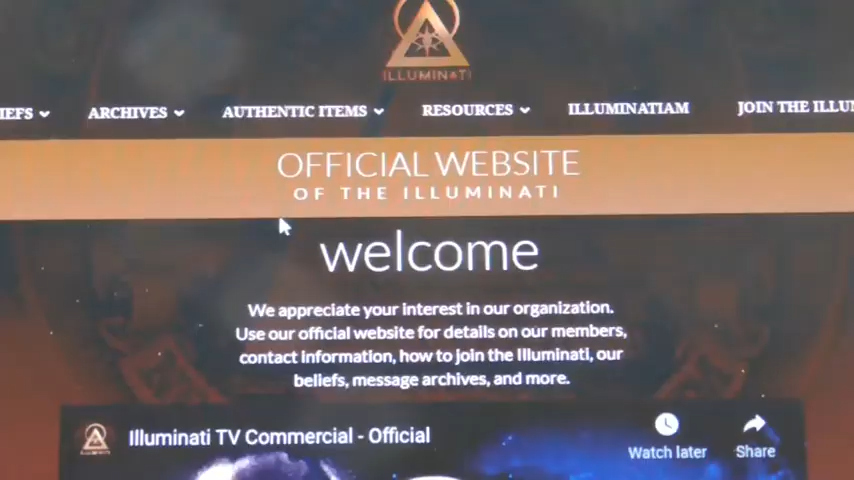 ILLUMINATI
IEFS ARCHIVES AUTHENTIC ITEMS RESOURCES ILLUMINATIAM JOIN THE ILLU
OFFICIAL WEBSITE
OF THE ILLUMINATI
welcome
We appreciate your interest in our organization.
Use our official website for details on our members,
contact information, how to join the Illuminati, our
beliefs, message archives, and more.
Illuminati TV Commercial - Official
Watch later Share